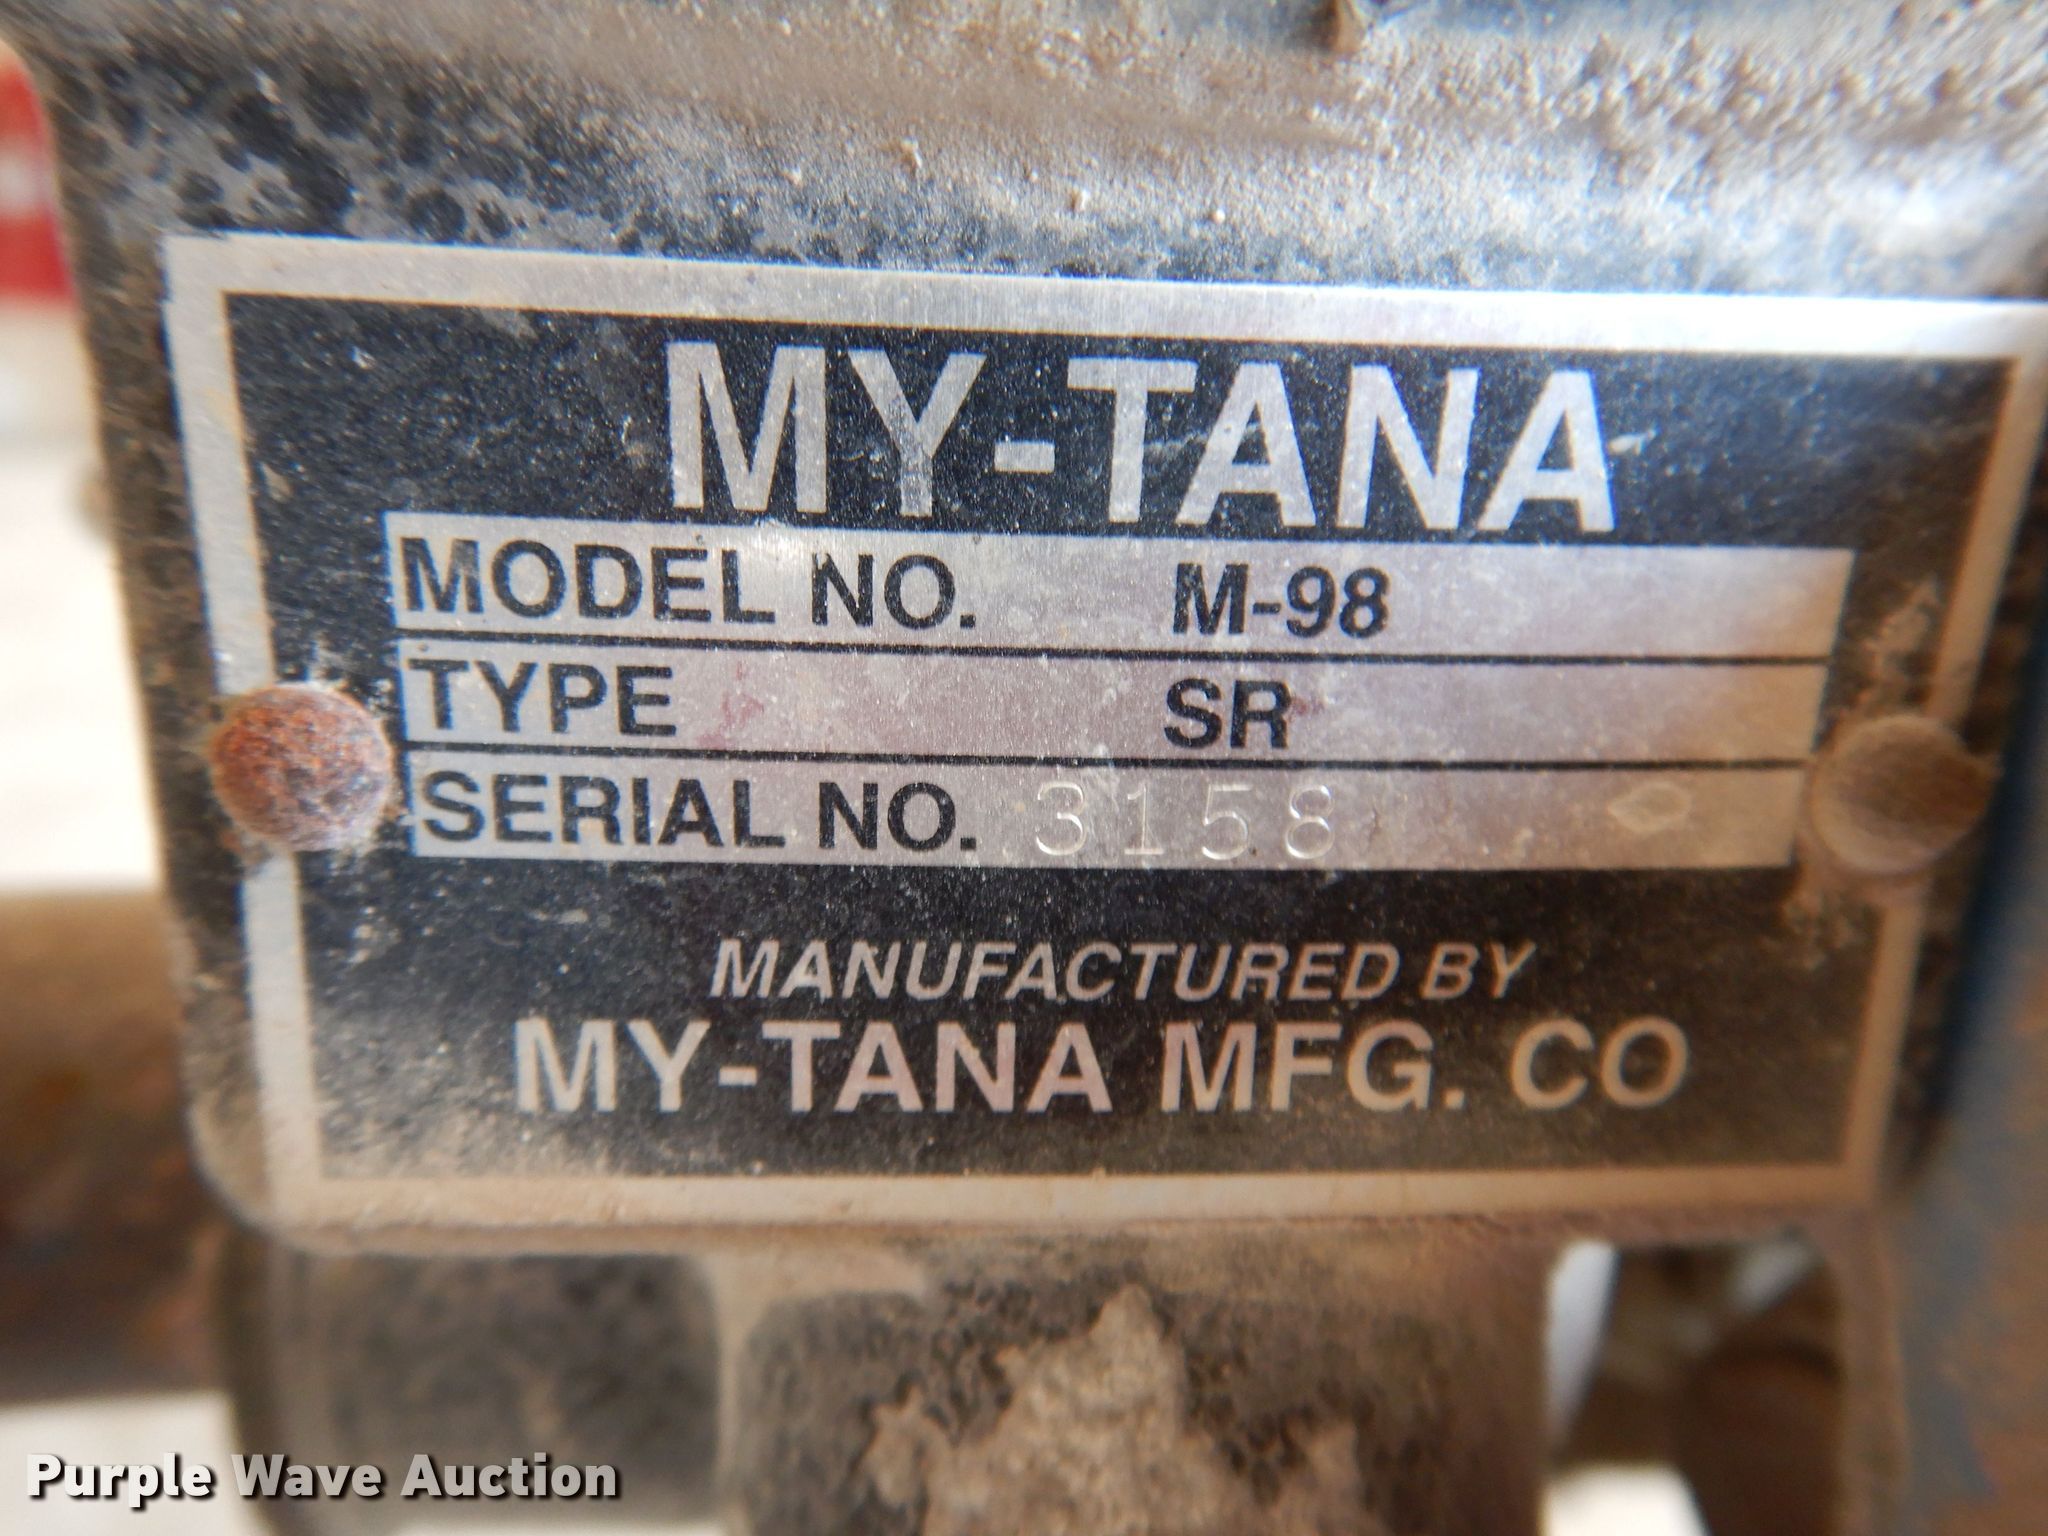 MY-TANA
MODEL NO. M-98
TYPE SR
SERIAL NO. 3158
MANUFACTURED BY
MY-TANA MFG. CO
Purple Wave Auction